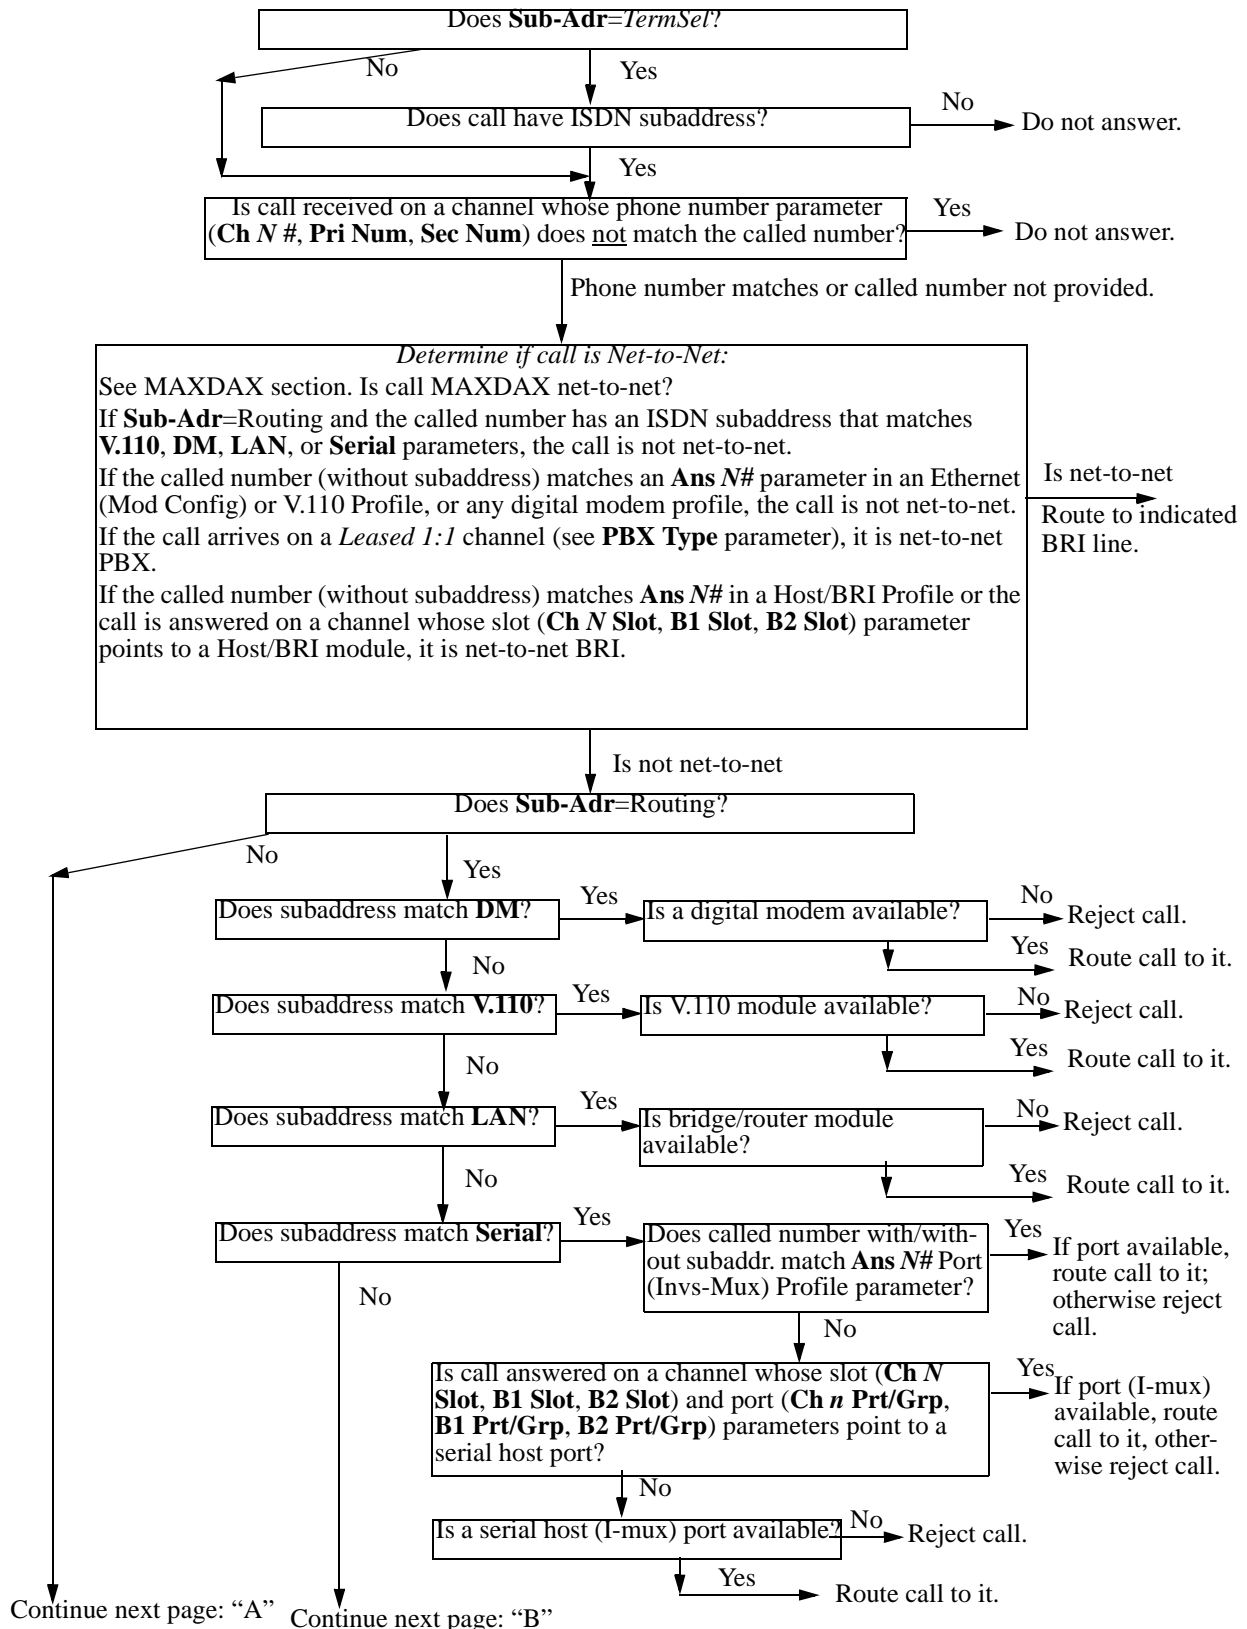 Does Sub-Adr=TermSel?
No
Yes
Does call have ISDN subaddress?
No
Do not answer.
Yes
Is call received on a channel whose phone number parameter
(Ch N #, Pri Num, Sec Num) does not match the called number?
Yes
Do not answer.
Phone number matches or called number not provided.
Determine if call is Net-to-Net:
See MAXDAX section. Is call MAXDAX net-to-net?
If Sub-Adr=Routing and the called number has an ISDN subaddress that matches
V.110, DM, LAN, or Serial parameters, the call is not net-to-net.
If the called number (without subaddress) matches an Ans N# parameter in an Ethernet
(Mod Config) or V.110 Profile, or any digital modem profile, the call is not net-to-net.
If the call arrives on a Leased 1:1 channel (see PBX Type parameter), it is net-to-net
PBX.
If the called number (without subaddress) matches Ans N# in a Host/BRI Profile or the
call is answered on a channel whose slot (Ch N Slot, B1 Slot, B2 Slot) parameter
points to a Host/BRI module, it is net-to-net BRI.
Is net-to-net
Route to indicated
BRI line.
Is not net-to-net
Does Sub-Adr=Routing?
No
Yes
Does subaddress match DM?
Yes
Is a digital modem available?
No
Reject call.
Yes
Route call to it.
No
Does subaddress match V.110?
Yes
Is V.110 module available?
No
Reject call.
Yes
Route call to it.
No
Does subaddress match LAN?
Yes
Is bridge/router module
available?
No
Reject call.
Yes
Route call to it.
No
Does subaddress match Serial?
Yes
Does called number with/with-
out subaddr. match Ans N# Port
(Invs-Mux) Profile parameter?
Yes
If port available,
route call to it;
otherwise reject
call.
No
No
Is call answered on a channel whose slot (Ch N
Slot, B1 Slot, B2 Slot) and port (Ch n Prt/Grp,
B1 Prt/Grp, B2 Prt/Grp) parameters point to a
serial host port?
Yes
If port (I-mux)
available, route
call to it, other-
wise reject call.
No
Is a serial host (I-mux) port available?
No
Reject call.
Yes
Route call to it.
Continue next page: “A”
Continue next page: “B”